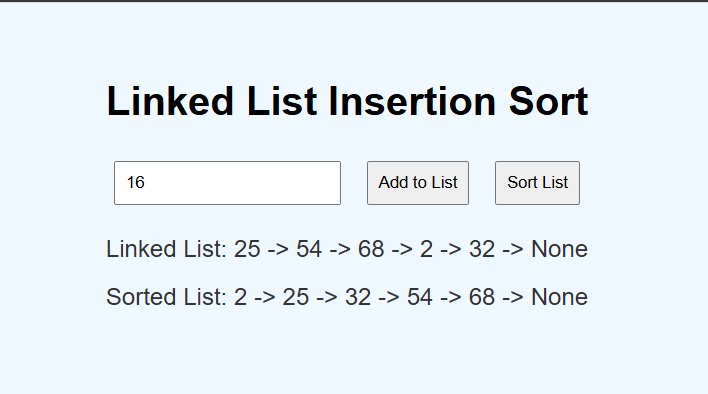 Linked List Insertion Sort
16 Add to List Sort List
Linked List: 25 -> 54 -> 68 -> 2 -> 32 -> None
Sorted List: 2 -> 25 -> 32 -> 54 -> 68 -> None